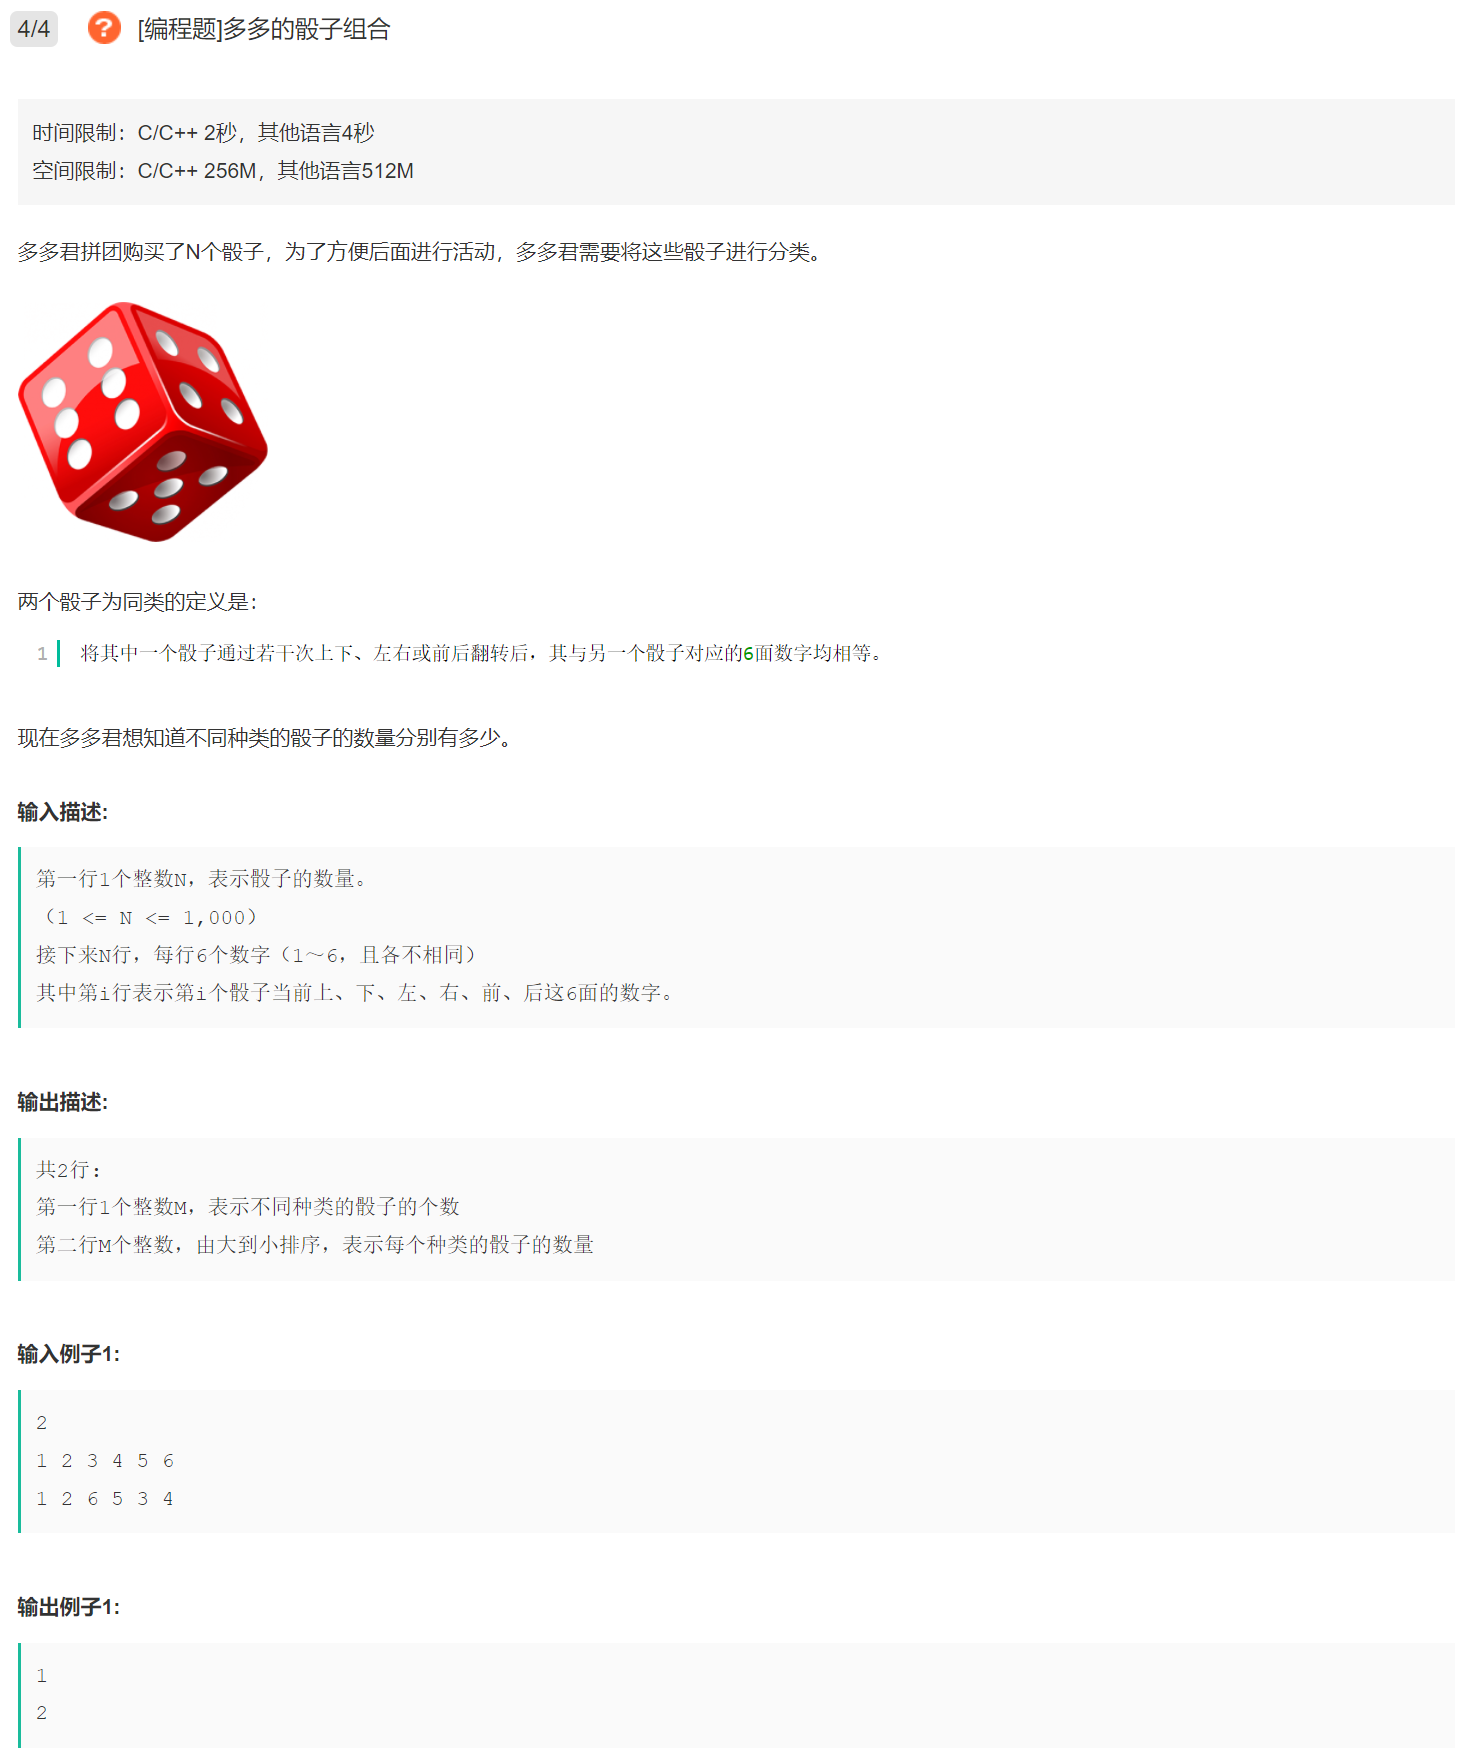 4/4 ? [编程题]多多的骰子组合
时间限制：C/C++ 2秒，其他语言4秒
空间限制：C/C++ 256M，其他语言512M
多多君拼团购买了N个骰子，为了方便后面进行活动，多多君需要将这些骰子进行分类。
两个骰子为同类的定义是：
1 将其中一个骰子通过若干次上下、左右或前后翻转后，其与另一个骰子对应的6面数字均相等。
现在多多君想知道不同种类的骰子的数量分别有多少。
输入描述:
第一行1个整数N，表示骰子的数量。
（1 <= N <= 1,000）
接下来N行，每行6个数字（1～6，且各不相同）
其中第i行表示第i个骰子当前上、下、左、右、前、后这6面的数字。
输出描述:
共2行:
第一行1个整数M，表示不同种类的骰子的个数
第二行M个整数，由大到小排序，表示每个种类的骰子的数量
输入例子1:
2
1 2 3 4 5 6
1 2 6 5 3 4
输出例子1:
1
2